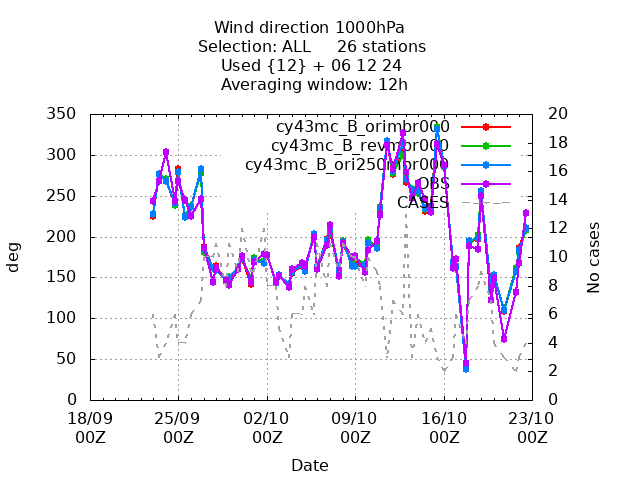 Wind direction 1000hPa
Selection: ALL 26 stations
Used {12} + 06 12 24
Averaging window: 12h
350 20
cy43mc_B_orimbr000
18
cy43mc_B_revmbr000
300 16
cy43mc_B_ori250mbr000
OBS
250 14
CASES
12
200
deg
10
No cases
150 8
100 6
4
50
2
0 0
18/09 25/09 02/10 09/10 16/10 23/10
00Z 00Z 00Z 00Z 00Z 00Z
Date